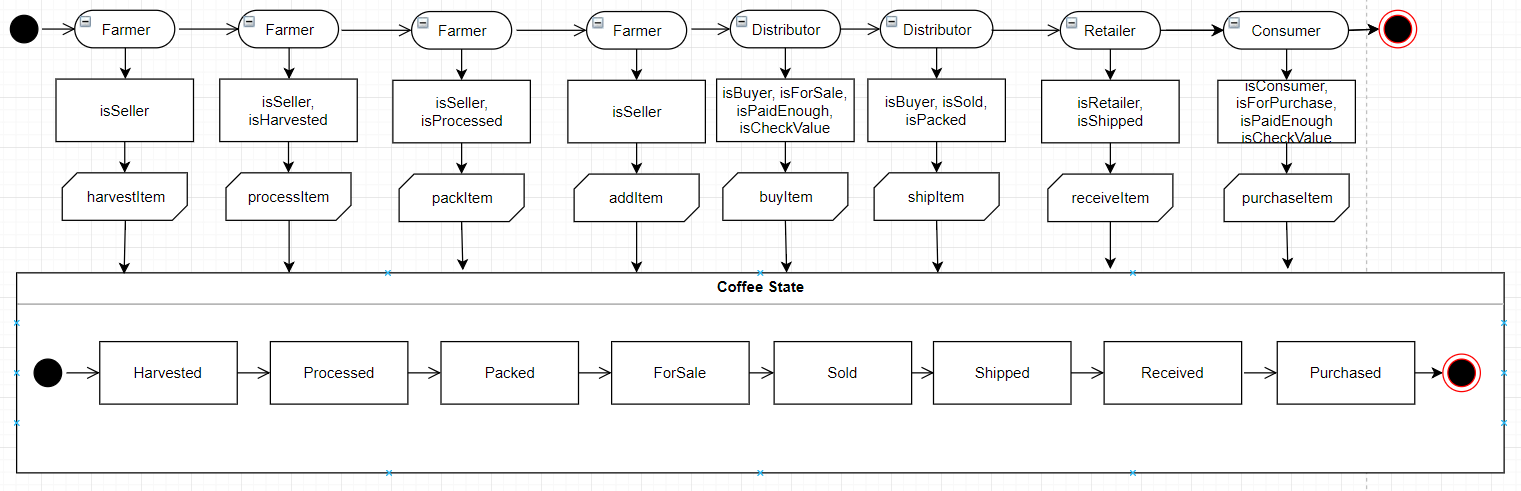 Farmer
Farmer
Farmer
Farmer
Distributor
Distributor
Retailer
Consumer
isSeller
isSeller,
isHarvested
isSeller,
isProcessed
isSeller
isBuyer, isForSale,
isPaidEnough,
isCheckValue
isBuyer, isSold,
isPacked
isRetailer,
isShipped
isConsumer,
isForPurchase,
isPaidEnough
isCheckValue
harvestItem
processItem
packItem
addItem
buyItem
shipItem
receiveItem
purchaseItem
Coffee State
Harvested
Processed
Packed
ForSale
Sold
Shipped
Received
Purchased